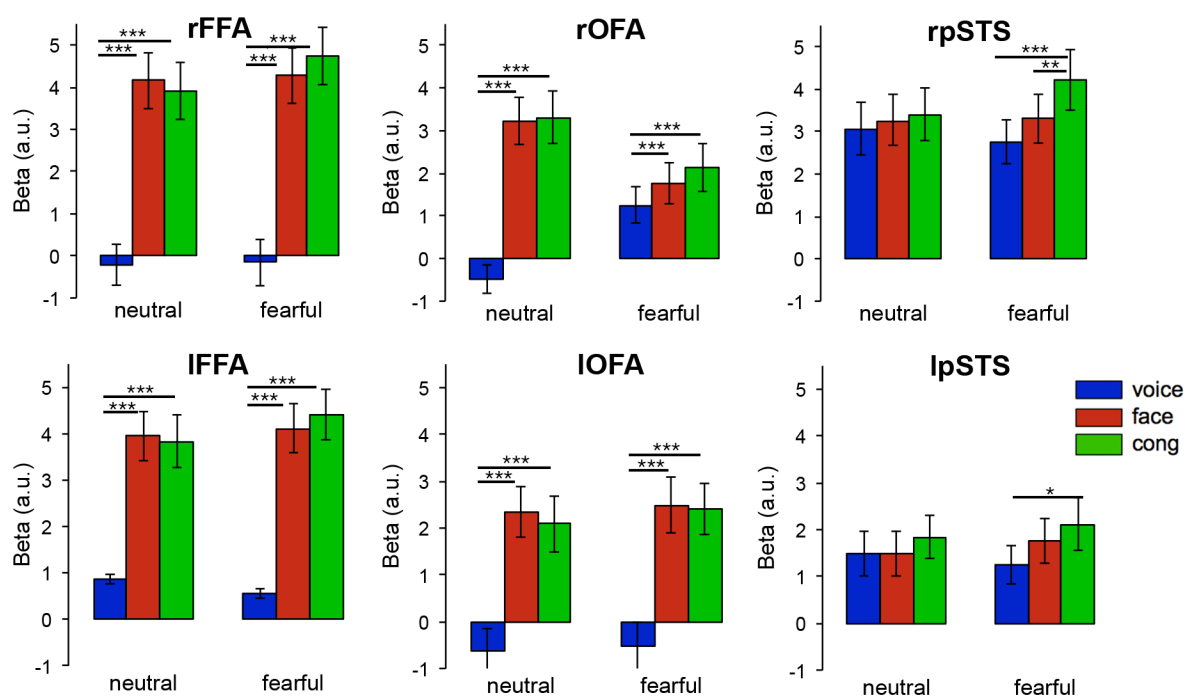 rFFA
Beta (a.u.)
5
4
3
2
1
0
-1
***
***
***
***
neutral
fearful
rOFA
Beta (a.u.)
5
4
3
2
1
0
-1
***
***
***
***
neutral
fearful
rpSTS
Beta (a.u.)
5
4
3
2
1
0
-1
***
**
neutral
fearful
lFFA
Beta (a.u.)
5
4
3
2
1
0
-1
***
***
***
***
neutral
fearful
lOFA
Beta (a.u.)
5
4
3
2
1
0
-1
***
***
***
***
neutral
fearful
lpSTS
Beta (a.u.)
5
4
3
2
1
0
-1
*
neutral
fearful
voice
face
cong